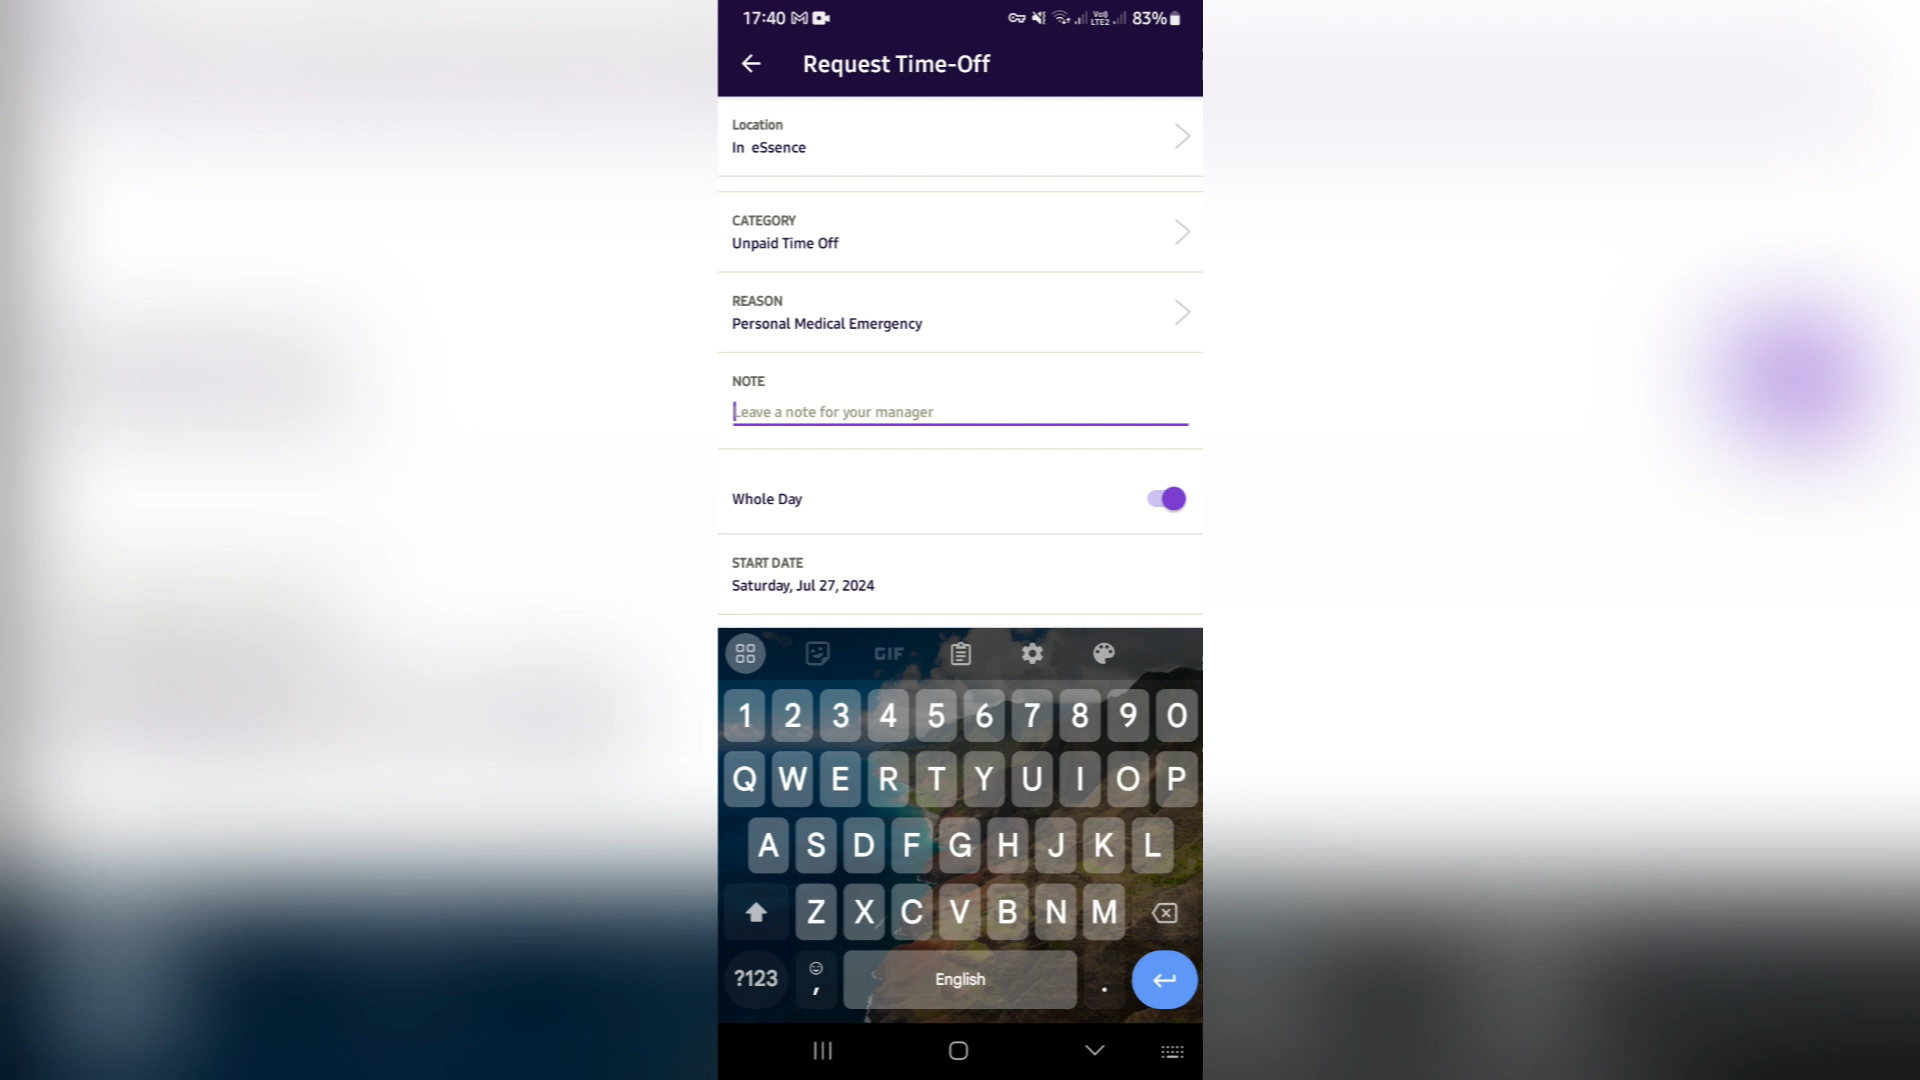 17:40 83%
Request Time-Off
Location
In eSsence
CATEGORY
Unpaid Time Off
REASON
Personal Medical Emergency
NOTE
Leave a note for your manager
Whole Day
START DATE
Saturday, Jul 27, 2024
GIF
1 2 3 4 5 6 7 8 9 0
Q W E R T Y U I O P
A S D F G H J K L
Z X C V B N M
?123 , English .